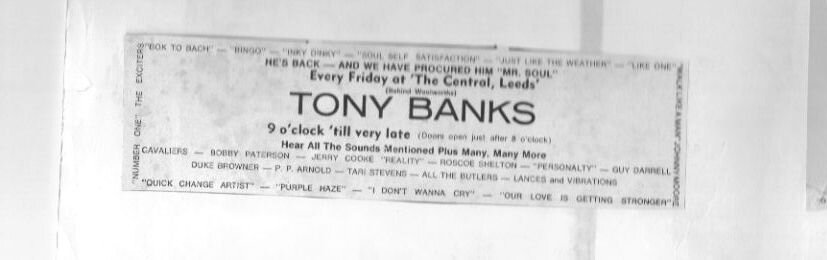 "BOK TO BACH" — "BINGO" — "INKY DINKY" — "SOUL SELF SATISFACTION" — "JUST LIKE THE WEATHER" — "LIKE ONE"
HE'S BACK — AND WE HAVE PROCURED HIM "MR. SOUL"
Every Friday at 'The Central, Leeds'
(Behind Woolworths)
TONY BANKS
9 o'clock 'till very late (Doors open just after 8 o'clock)
Hear All The Sounds Mentioned Plus Many, Many More
CAVALIERS — BOBBY PATERSON — JERRY COOKE "REALITY" — ROSCOE SHELTON — "PERSONALTY" — GUY DARRELL
DUKE BROWNER — P. P. ARNOLD — TARI STEVENS — ALL THE BUTLERS — LANCES and VIBRATIONS
"QUICK CHANGE ARTIST" — "PURPLE HAZE" — "I DON'T WANNA CRY" — "OUR LOVE IS GETTING STRONGER"
"NUMBER ONE" THE EXCITERS
"WALK LIKE A MAN" JOHNNY MOORE